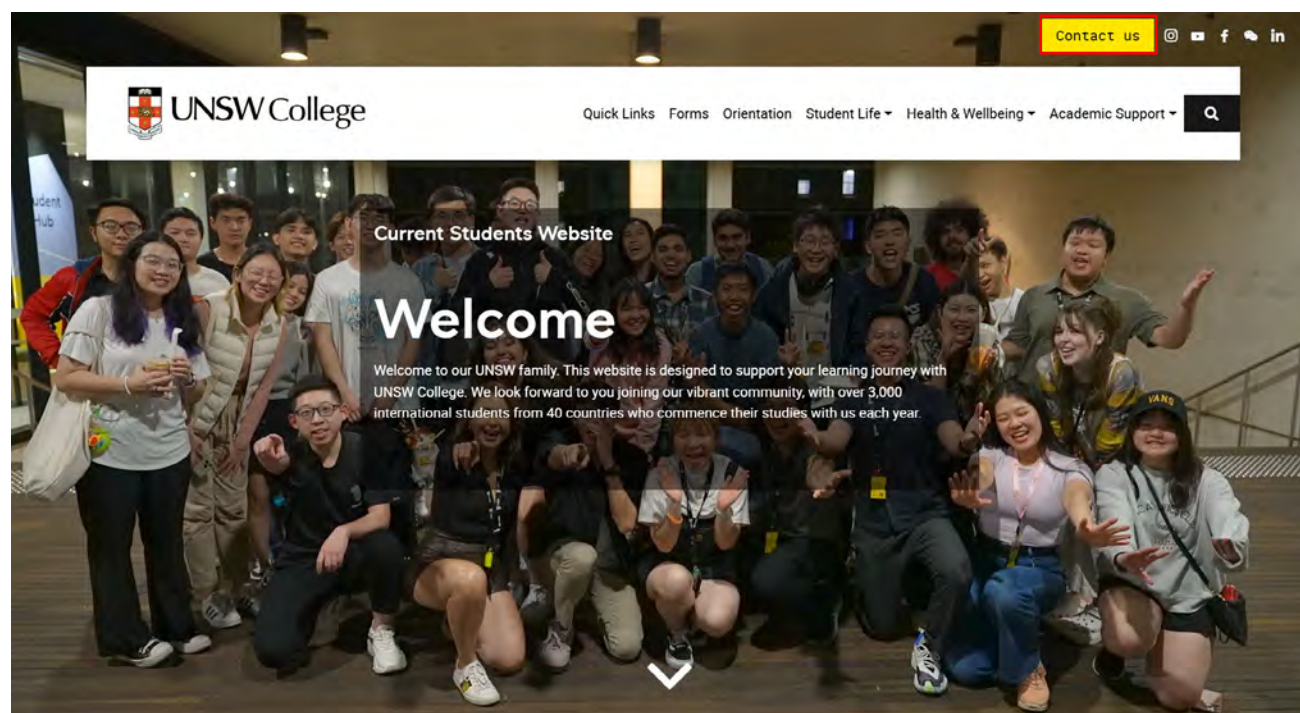 Contact us
UNSW College
Quick Links Forms Orientation Student Life Health & Wellbeing Academic Support
udent
Hub
Current Students Website
Welcome
Welcome to our UNSW family. This website is designed to support your learning journey with
UNSW College. We look forward to you joining our vibrant community, with over 3,000
international students from 40 countries who commence their studies with us each year.
VANS